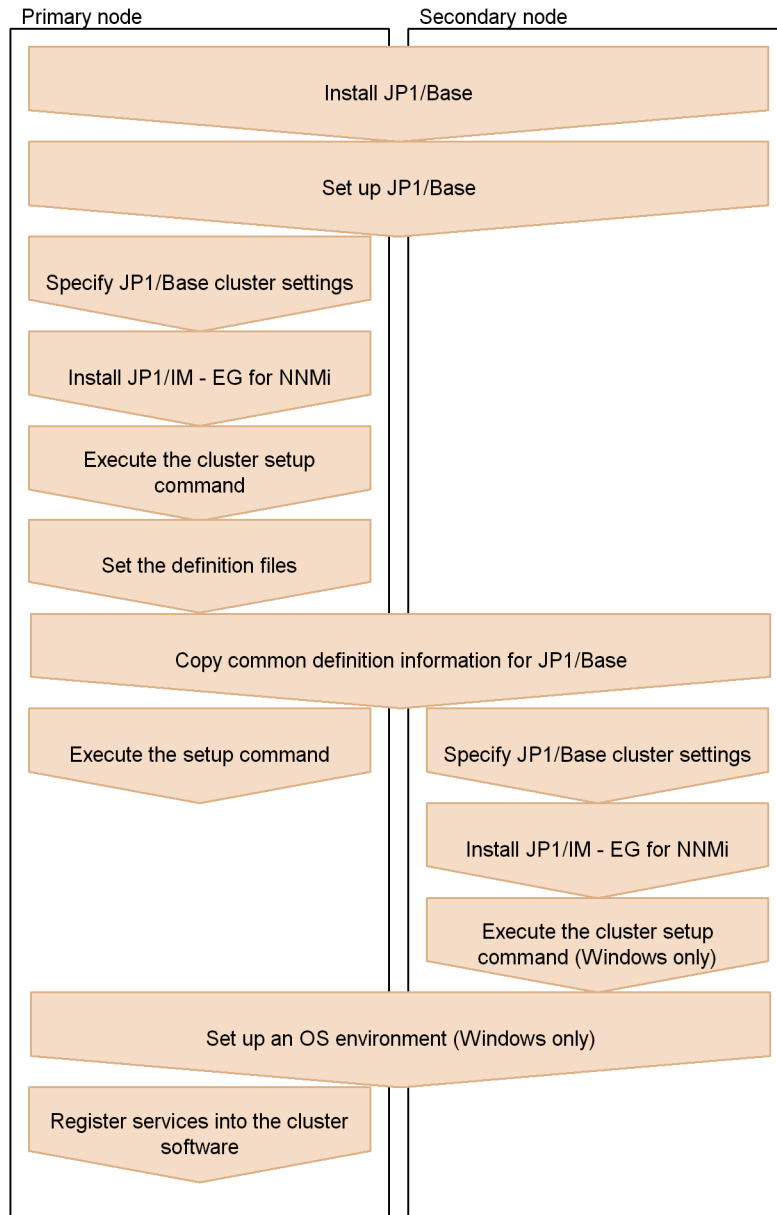 Primary node
Secondary node
Install JP1/Base
Set up JP1/Base
Specify JP1/Base cluster settings
Install JP1/IM - EG for NNMi
Execute the cluster setup
command
Set the definition files
Copy common definition information for JP1/Base
Execute the setup command
Specify JP1/Base cluster settings
Install JP1/IM - EG for NNMi
Execute the cluster setup
command (Windows only)
Set up an OS environment (Windows only)
Register services into the cluster
software